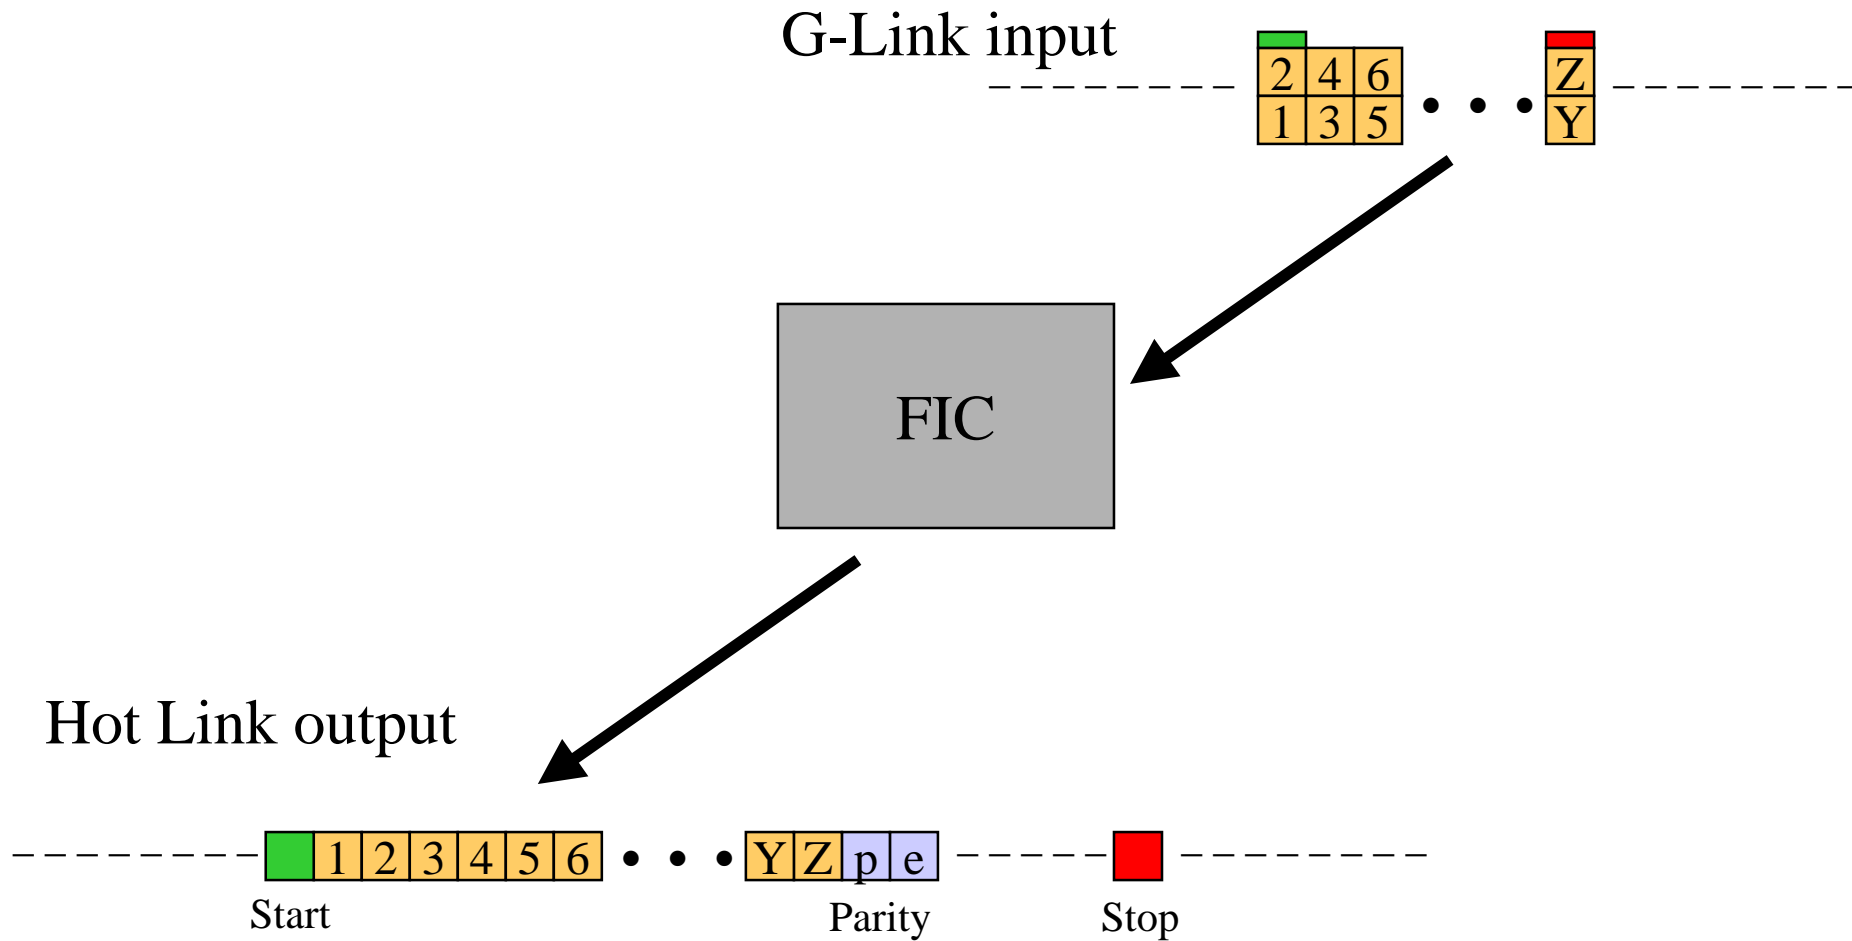 G-Link input
2 4 6 Z
1 3 5 Y
FIC
Hot Link output
1 2 3 4 5 6 Y Z p e
Start Parity Stop